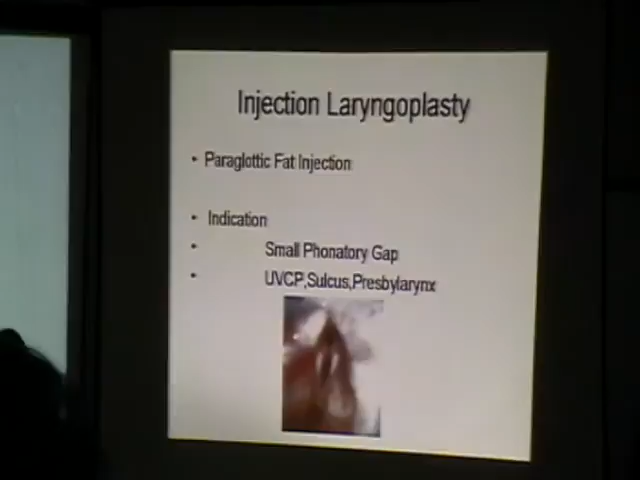 Injection Laryngoplasty
• Paraglottic Fat Injection
• Indication
• Small Phonatory Gap
• UVCP,Sulcus,Presbylarynx